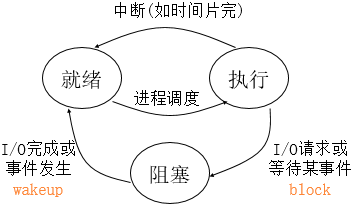 中断(如时间片完)
就绪
执行
进程调度
I/O完成或
事件发生
wakeup
阻塞
I/O请求或
等待某事件
block